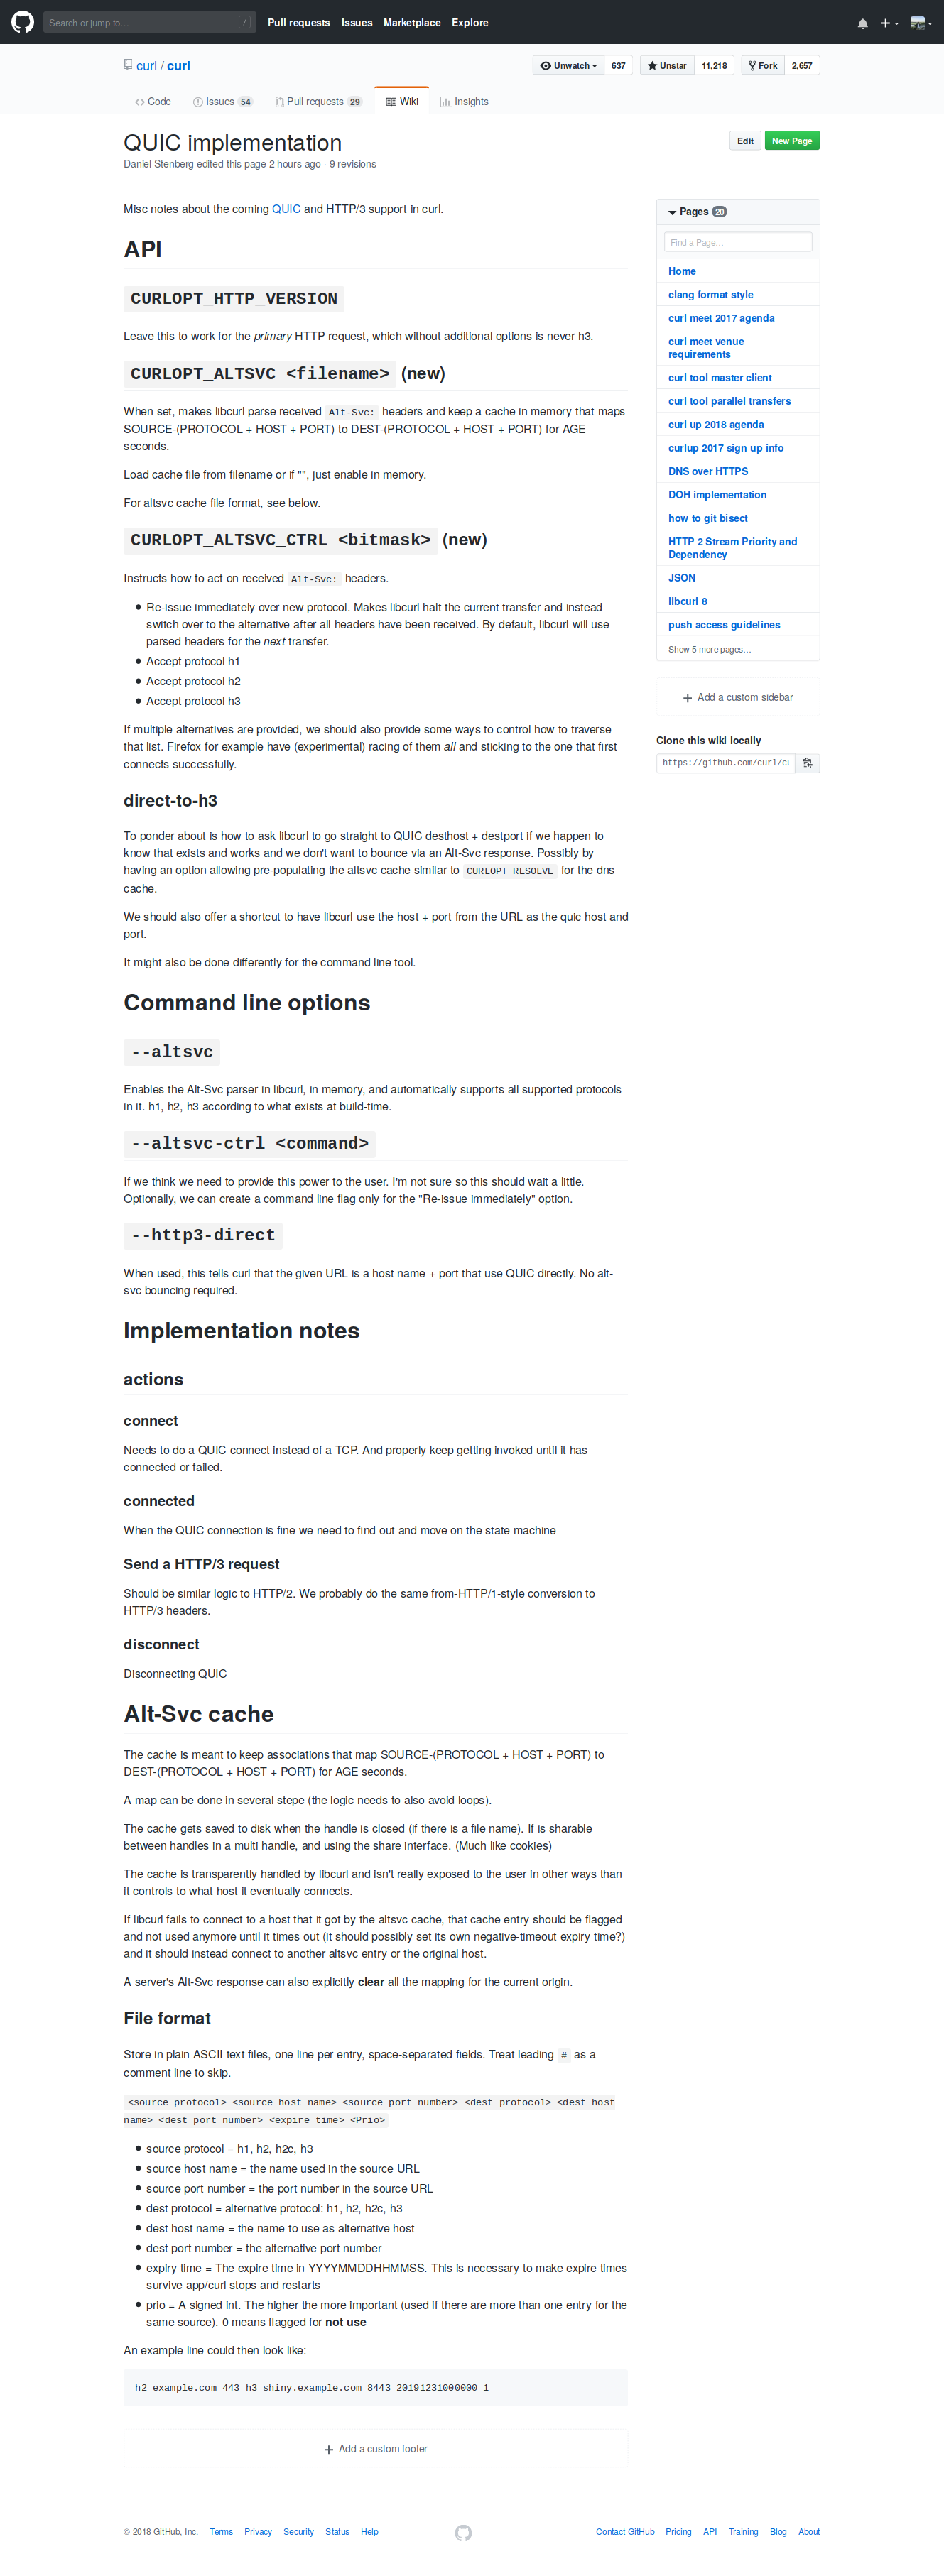 Search or jump to…
/
Pull requests Issues Marketplace Explore
curl / curl
Unwatch 637 Unstar 11,218 Fork 2,657
Code Issues 54 Pull requests 29 Wiki Insights
QUIC implementation
Edit New Page
Daniel Stenberg edited this page 2 hours ago · 9 revisions
Misc notes about the coming QUIC and HTTP/3 support in curl.
API
CURLOPT_HTTP_VERSION
Leave this to work for the primary HTTP request, which without additional options is never h3.
CURLOPT_ALTSVC <filename> (new)
When set, makes libcurl parse received Alt-Svc: headers and keep a cache in memory that maps
SOURCE-(PROTOCOL + HOST + PORT) to DEST-(PROTOCOL + HOST + PORT) for AGE
seconds.
Load cache file from filename or if "", just enable in memory.
For altsvc cache file format, see below.
CURLOPT_ALTSVC_CTRL <bitmask> (new)
Instructs how to act on received Alt-Svc: headers.
Re-issue immediately over new protocol. Makes libcurl halt the current transfer and instead
switch over to the alternative after all headers have been received. By default, libcurl will use
parsed headers for the next transfer.
Accept protocol h1
Accept protocol h2
Accept protocol h3
If multiple alternatives are provided, we should also provide some ways to control how to traverse
that list. Firefox for example have (experimental) racing of them all and sticking to the one that first
connects successfully.
direct-to-h3
To ponder about is how to ask libcurl to go straight to QUIC desthost + destport if we happen to
know that exists and works and we don't want to bounce via an Alt-Svc response. Possibly by
having an option allowing pre-populating the altsvc cache similar to CURLOPT_RESOLVE for the dns
cache.
We should also offer a shortcut to have libcurl use the host + port from the URL as the quic host and
port.
It might also be done differently for the command line tool.
Command line options
--altsvc
Enables the Alt-Svc parser in libcurl, in memory, and automatically supports all supported protocols
in it. h1, h2, h3 according to what exists at build-time.
--altsvc-ctrl <command>
If we think we need to provide this power to the user. I'm not sure so this should wait a little.
Optionally, we can create a command line flag only for the "Re-issue immediately" option.
--http3-direct
When used, this tells curl that the given URL is a host name + port that use QUIC directly. No alt-
svc bouncing required.
Implementation notes
actions
connect
Needs to do a QUIC connect instead of a TCP. And properly keep getting invoked until it has
connected or failed.
connected
When the QUIC connection is fine we need to find out and move on the state machine
Send a HTTP/3 request
Should be similar logic to HTTP/2. We probably do the same from-HTTP/1-style conversion to
HTTP/3 headers.
disconnect
Disconnecting QUIC
Alt-Svc cache
The cache is meant to keep associations that map SOURCE-(PROTOCOL + HOST + PORT) to
DEST-(PROTOCOL + HOST + PORT) for AGE seconds.
A map can be done in several stepe (the logic needs to also avoid loops).
The cache gets saved to disk when the handle is closed (if there is a file name). If is sharable
between handles in a multi handle, and using the share interface. (Much like cookies)
The cache is transparently handled by libcurl and isn't really exposed to the user in other ways than
it controls to what host it eventually connects.
If libcurl fails to connect to a host that it got by the altsvc cache, that cache entry should be flagged
and not used anymore until it times out (it should possibly set its own negative-timeout expiry time?)
and it should instead connect to another altsvc entry or the original host.
A server's Alt-Svc response can also explicitly clear all the mapping for the current origin.
File format
Store in plain ASCII text files, one line per entry, space-separated fields. Treat leading # as a
comment line to skip.
<source protocol> <source host name> <source port number> <dest protocol> <dest host
name> <dest port number> <expire time> <Prio>
source protocol = h1, h2, h2c, h3
source host name = the name used in the source URL
source port number = the port number in the source URL
dest protocol = alternative protocol: h1, h2, h2c, h3
dest host name = the name to use as alternative host
dest port number = the alternative port number
expiry time = The expire time in YYYYMMDDHHMMSS. This is necessary to make expire times
survive app/curl stops and restarts
prio = A signed int. The higher the more important (used if there are more than one entry for the
same source). 0 means flagged for not use
An example line could then look like:
h2 example.com 443 h3 shiny.example.com 8443 20191231000000 1
Add a custom footer
Pages 20
Find a Page…
Home
clang format style
curl meet 2017 agenda
curl meet venue
requirements
curl tool master client
curl tool parallel transfers
curl up 2018 agenda
curlup 2017 sign up info
DNS over HTTPS
DOH implementation
how to git bisect
HTTP 2 Stream Priority and
Dependency
JSON
libcurl 8
push access guidelines
Show 5 more pages…
Add a custom sidebar
Clone this wiki locally
https://github.com/curl/cu
© 2018 GitHub, Inc. Terms Privacy Security Status Help
Contact GitHub Pricing API Training Blog About